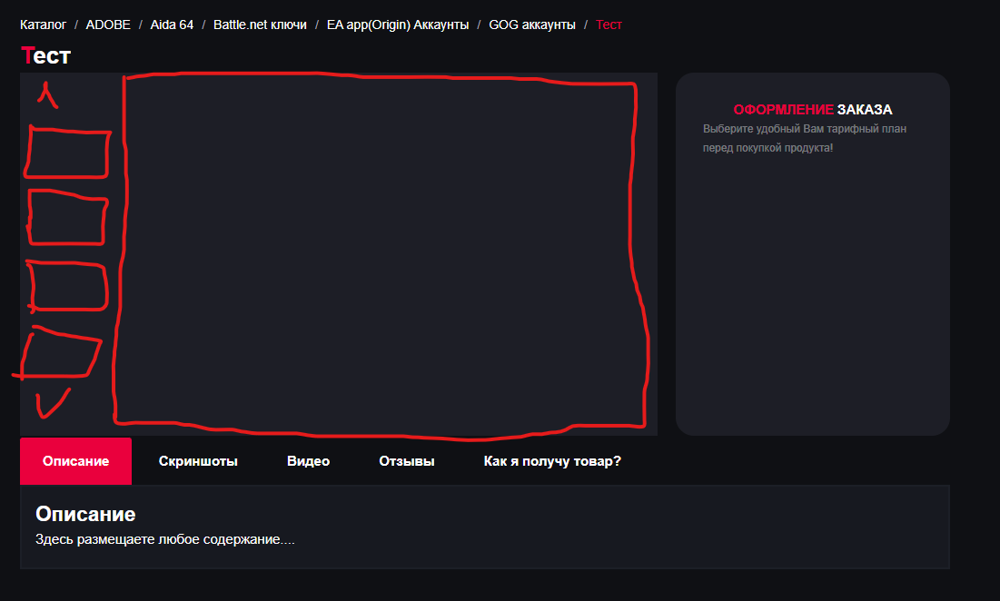 Каталог / ADOBE / Aida 64 / Battle.net ключи / EA app(Origin) Аккаунты / GOG аккаунты / Тест
Тест
ОФОРМЛЕНИЕ ЗАКАЗА
Выберите удобный Вам тарифный план
перед покупкой продукта!
Описание Скриншоты Видео Отзывы Как я получу товар?
Описание
Здесь размещаете любое содержание....